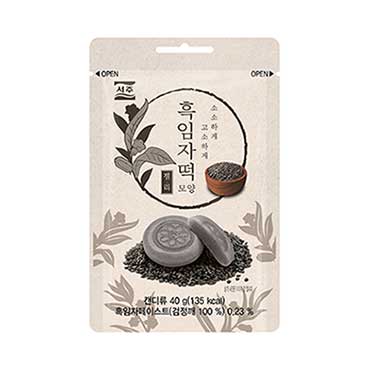 ◀OPEN
OPEN▶
서주
소소하게
고소하게
흑임자떡
젤리
모양
캔디류 40 g(135 kcal)
흑임자페이스트(검정깨 100 %) 0.23 %